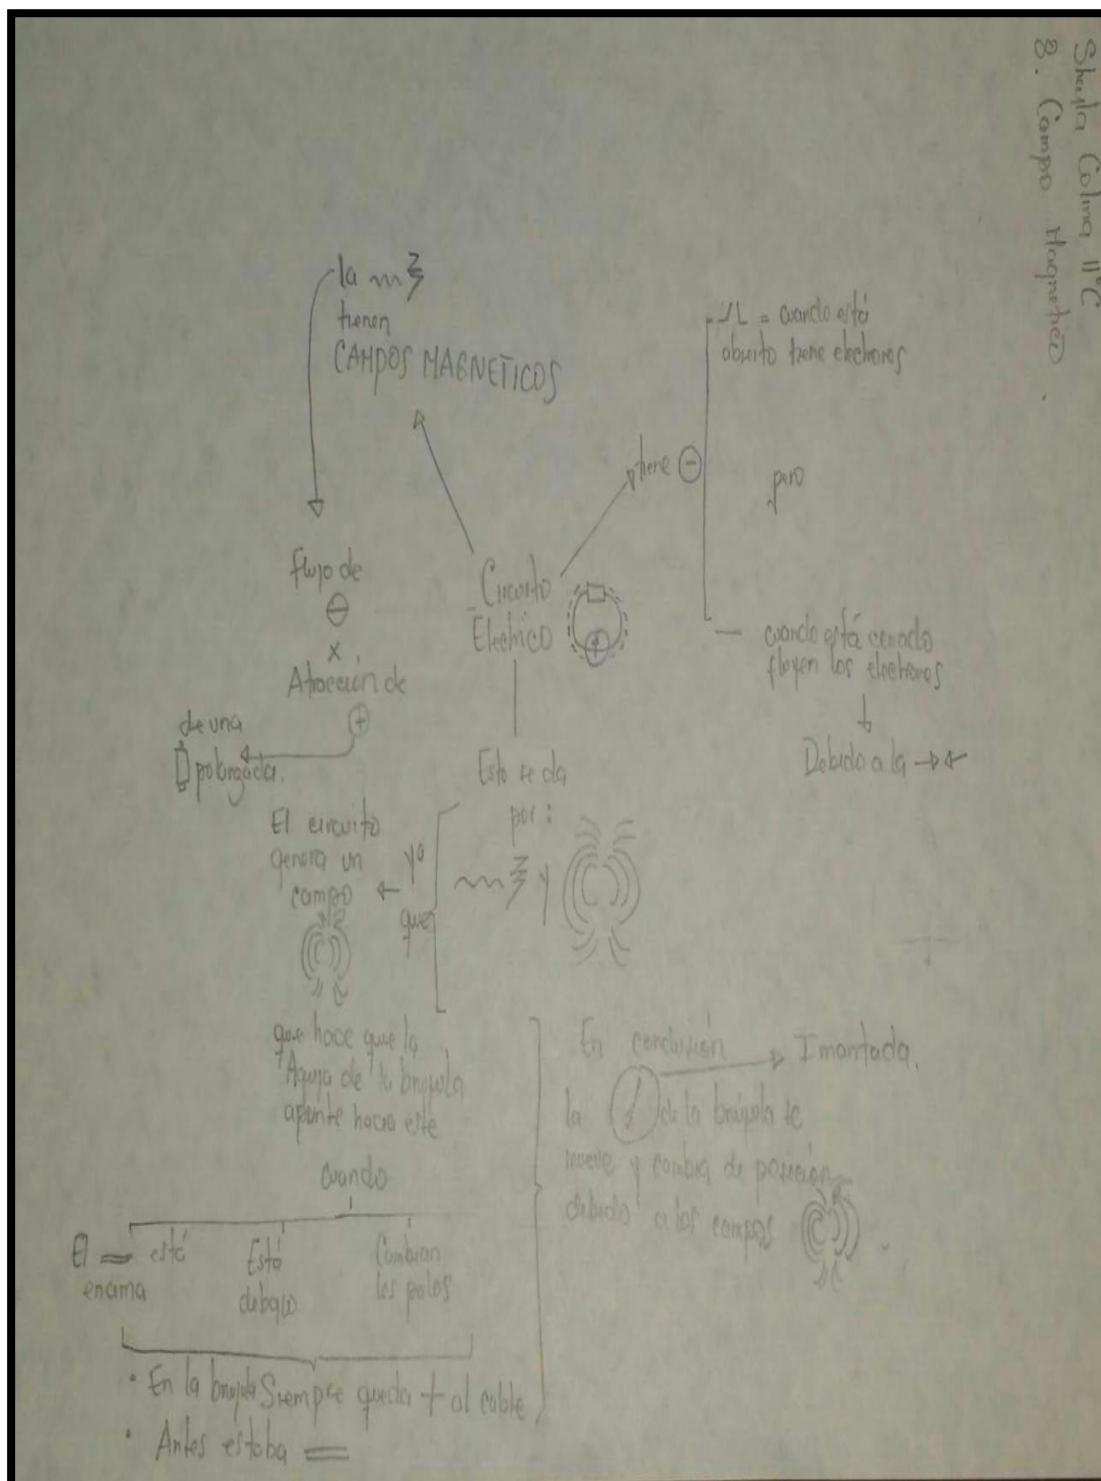 Sheyla Colina 11°C
8. Campo Magnético.
la
tienen
CAMPOS MAGNETICOS
= cuando está
abierto tiene electrones
tiene ⊖
pero
cuando está cerrado
fluyen los electrones
Debido a la
Flujo de
⊖
x
Atracción de
⊕
de una
polirizada.
Circuito
Electrico
Esto se da
por:
y
ya
que
El circuito
genera un
campo
que hace que la
Aguja de la brujula
apunte hacia este
cuando
El = está
encima
Está
debajo
Cambian
los polos
• En la brujula Siempre queda + al cable
• Antes estaba =
En conclusión
Imantada.
la de la brujula se
mueve y cambia de posición
debido a los campos